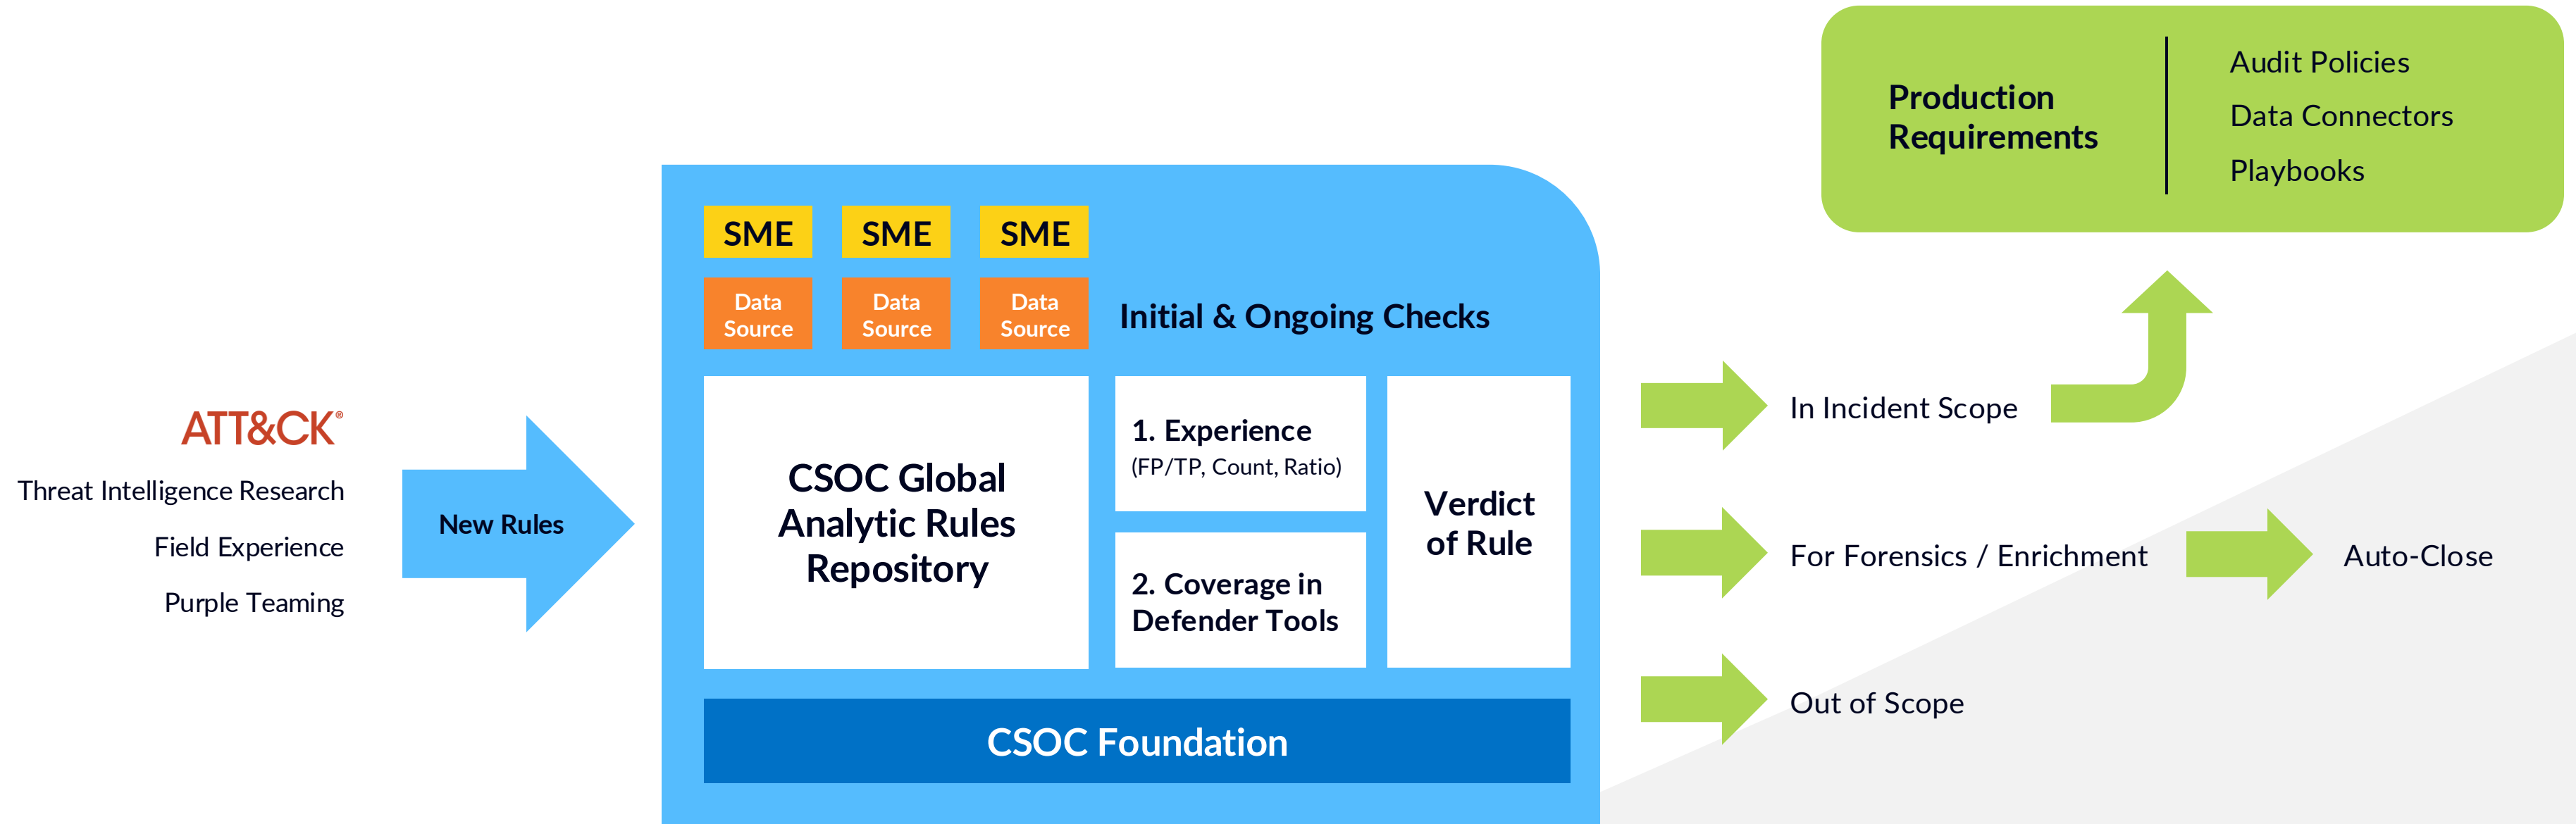 ATT&CK®
Threat Intelligence Research
Field Experience
Purple Teaming
New Rules
SME
SME
SME
Data
Source
Data
Source
Data
Source
Initial & Ongoing Checks
CSOC Global
Analytic Rules
Repository
1. Experience
(FP/TP, Count, Ratio)
2. Coverage in
Defender Tools
Verdict
of Rule
CSOC Foundation
In Incident Scope
For Forensics / Enrichment
Auto-Close
Out of Scope
Production
Requirements
Audit Policies
Data Connectors
Playbooks